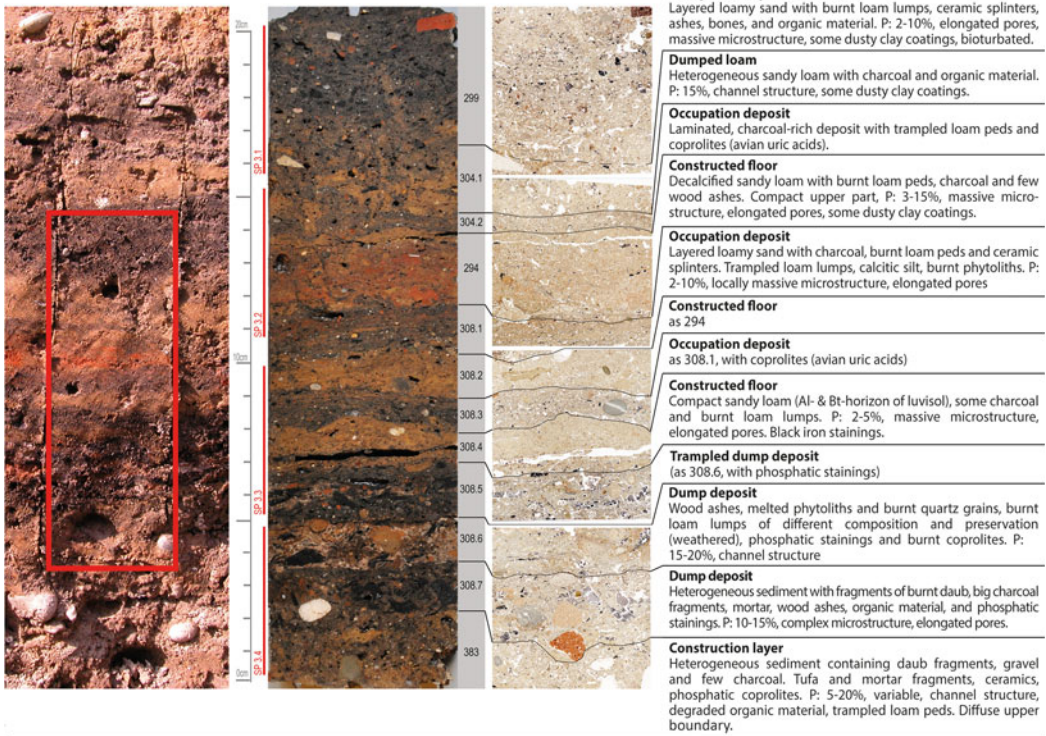 Layered loamy sand with burnt loam lumps, ceramic splinters,
ashes, bones, and organic material. P: 2-10%, elongated pores,
massive microstructure, some dusty clay coatings, bioturbated.
Dumped loam
Heterogeneous sandy loam with charcoal and organic material.
P: 15%, channel structure, some dusty clay coatings.
Occupation deposit
Laminated, charcoal-rich deposit with trampled loam peds and
coprolites (avian uric acids).
Constructed floor
Decalcified sandy loam with burnt loam peds, charcoal and few
wood ashes. Compact upper part, P: 3-15%, massive micro-
structure, elongated pores, some dusty clay coatings.
Occupation deposit
Layered loamy sand with charcoal, burnt loam peds and ceramic
splinters. Trampled loam lumps, calcitic silt, burnt phytoliths. P:
2-10%, locally massive microstructure, elongated pores
Constructed floor
as 294
Occupation deposit
as 308.1, with coprolites (avian uric acids)
Constructed floor
Compact sandy loam (Al- & Bt-horizon of luvisol), some charcoal
and burnt loam lumps. P: 2-5%, massive microstructure,
elongated pores. Black iron stainings.
Trampled dump deposit
(as 308.6, with phosphatic stainings)
Dump deposit
Wood ashes, melted phytoliths and burnt quartz grains, burnt
loam lumps of different composition and preservation
(weathered), phosphatic stainings and burnt coprolites. P:
15-20%, channel structure
Dump deposit
Heterogeneous sediment with fragments of burnt daub, big charcoal
fragments, mortar, wood ashes, organic material, and phosphatic
stainings. P: 10-15%, complex microstructure, elongated pores.
Construction layer
Heterogeneous sediment containing daub fragments, gravel
and few charcoal. Tufa and mortar fragments, ceramics,
phosphatic coprolites. P: 5-20%, variable, channel structure,
degraded organic material, trampled loam peds. Diffuse upper
boundary.
20cm
10cm
0cm
SP 3.1
SP 3.2
SP 3.3
SP 3.4
299
304.1
304.2
294
308.1
308.2
308.3
308.4
308.5
308.6
308.7
383